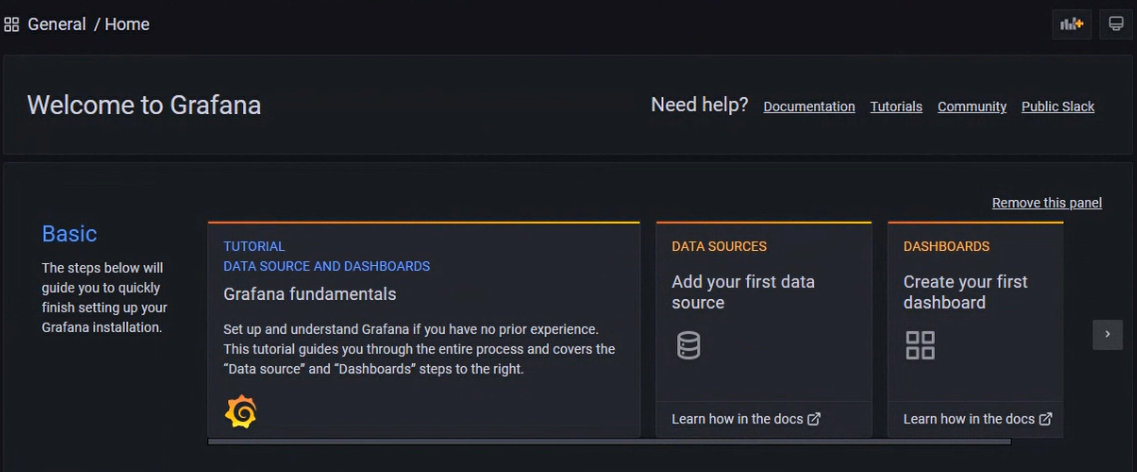 General / Home
Welcome to Grafana
Need help? Documentation Tutorials Community Public Slack
Remove this panel
Basic
The steps below will
guide you to quickly
finish setting up your
Grafana installation.
TUTORIAL
DATA SOURCE AND DASHBOARDS
Grafana fundamentals
Set up and understand Grafana if you have no prior experience.
This tutorial guides you through the entire process and covers the
“Data source” and “Dashboards” steps to the right.
DATA SOURCES
Add your first data
source
Learn how in the docs
DASHBOARDS
Create your first
dashboard
Learn how in the docs